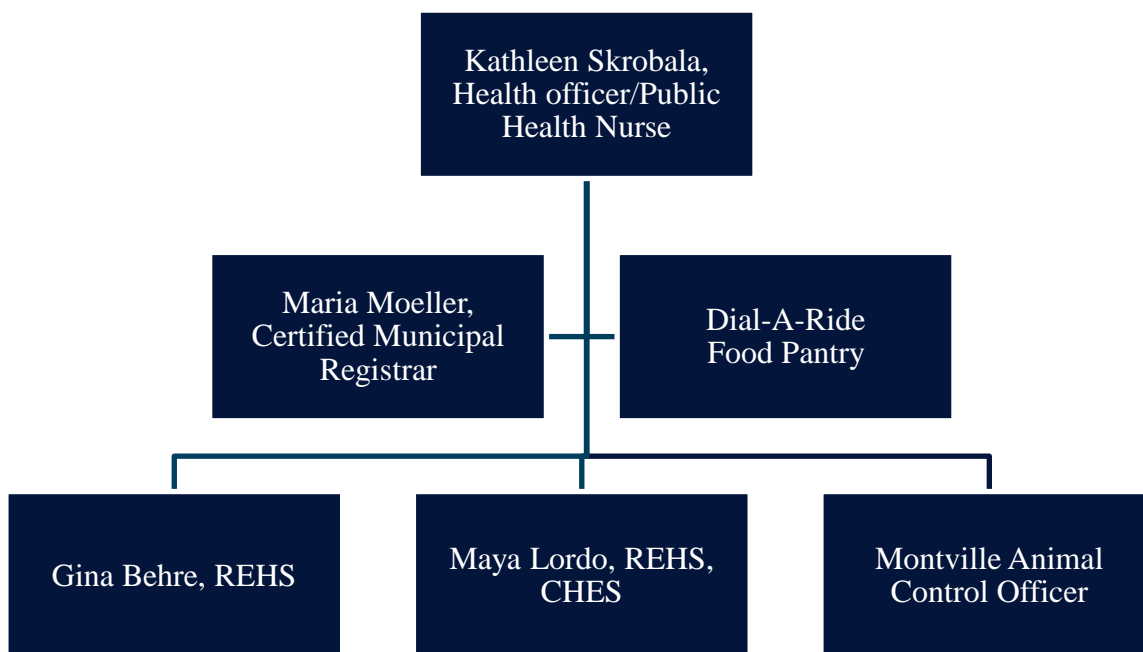 Kathleen Skrobala,
Health officer/Public
Health Nurse
Maria Moeller,
Certified Municipal
Registrar
Dial-A-Ride
Food Pantry
Gina Behre, REHS
Maya Lordo, REHS,
CHES
Montville Animal
Control Officer